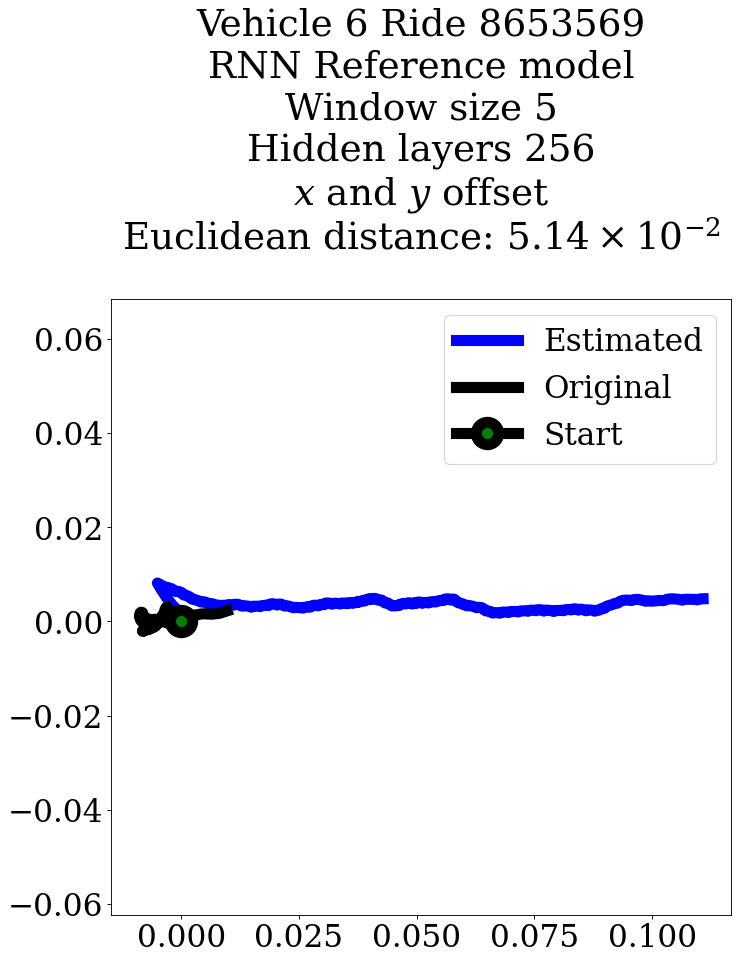 Vehicle 6 Ride 8653569
RNN Reference model
Window size 5
Hidden layers 256
x and y offset
Euclidean distance: 5.14 × 10⁻²
Estimated
Original
Start
0.06
0.04
0.02
0.00
−0.02
−0.04
−0.06
0.000 0.025 0.050 0.075 0.100